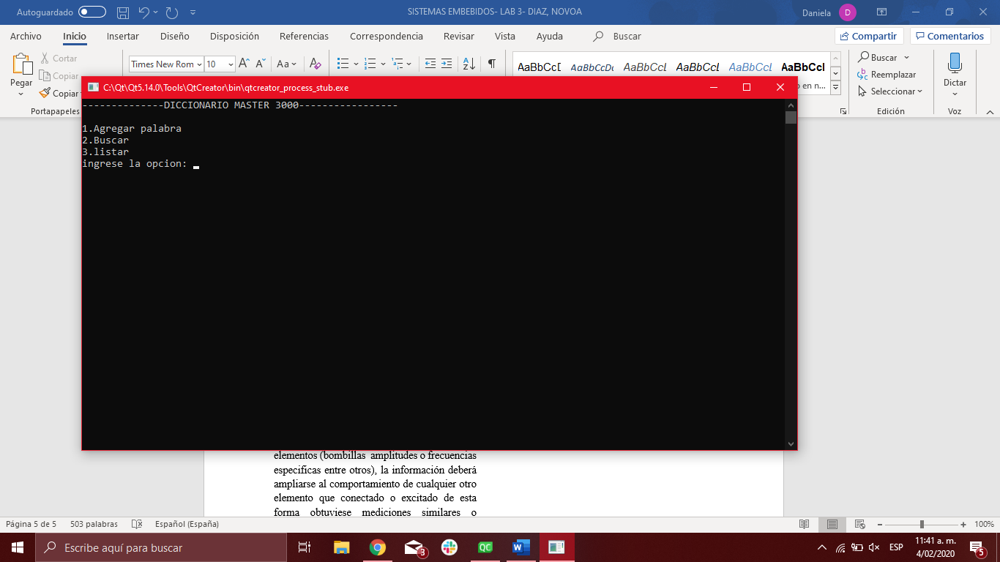 Autoguardado
SISTEMAS EMBEBIDOS- LAB 3- DIAZ, NOVOA
Daniela
D
Archivo Inicio Insertar Diseño Disposición Referencias Correspondencia Revisar Vista Ayuda Buscar
Compartir Comentarios
Pegar
Cortar
Copiar
Copiar
Portapapeles
Times New Rom 10
AaBbCcD AaBbCcDc AaBbCcL AaBbCcL AaBbCcL AaBbCcI
o en n...
Buscar
Reemplazar
Seleccionar
Edición
Dictar
Voz
C:\Qt\Qt5.14.0\Tools\QtCreator\bin\qtcreator_process_stub.exe
--------------DICCIONARIO MASTER 3000-----------------
1.Agregar palabra
2.Buscar
3.listar
ingrese la opcion:
elementos (bombillas amplitudes o frecuencias
especificas entre otros), la información deberá
ampliarse al comportamiento de cualquier otro
elemento que conectado o excitado de esta
forma obtuviese mediciones similares o
Página 5 de 5 503 palabras Español (España) 100%
Escribe aquí para buscar
3
QC
W
ESP
11:41 a. m.
4/02/2020
5